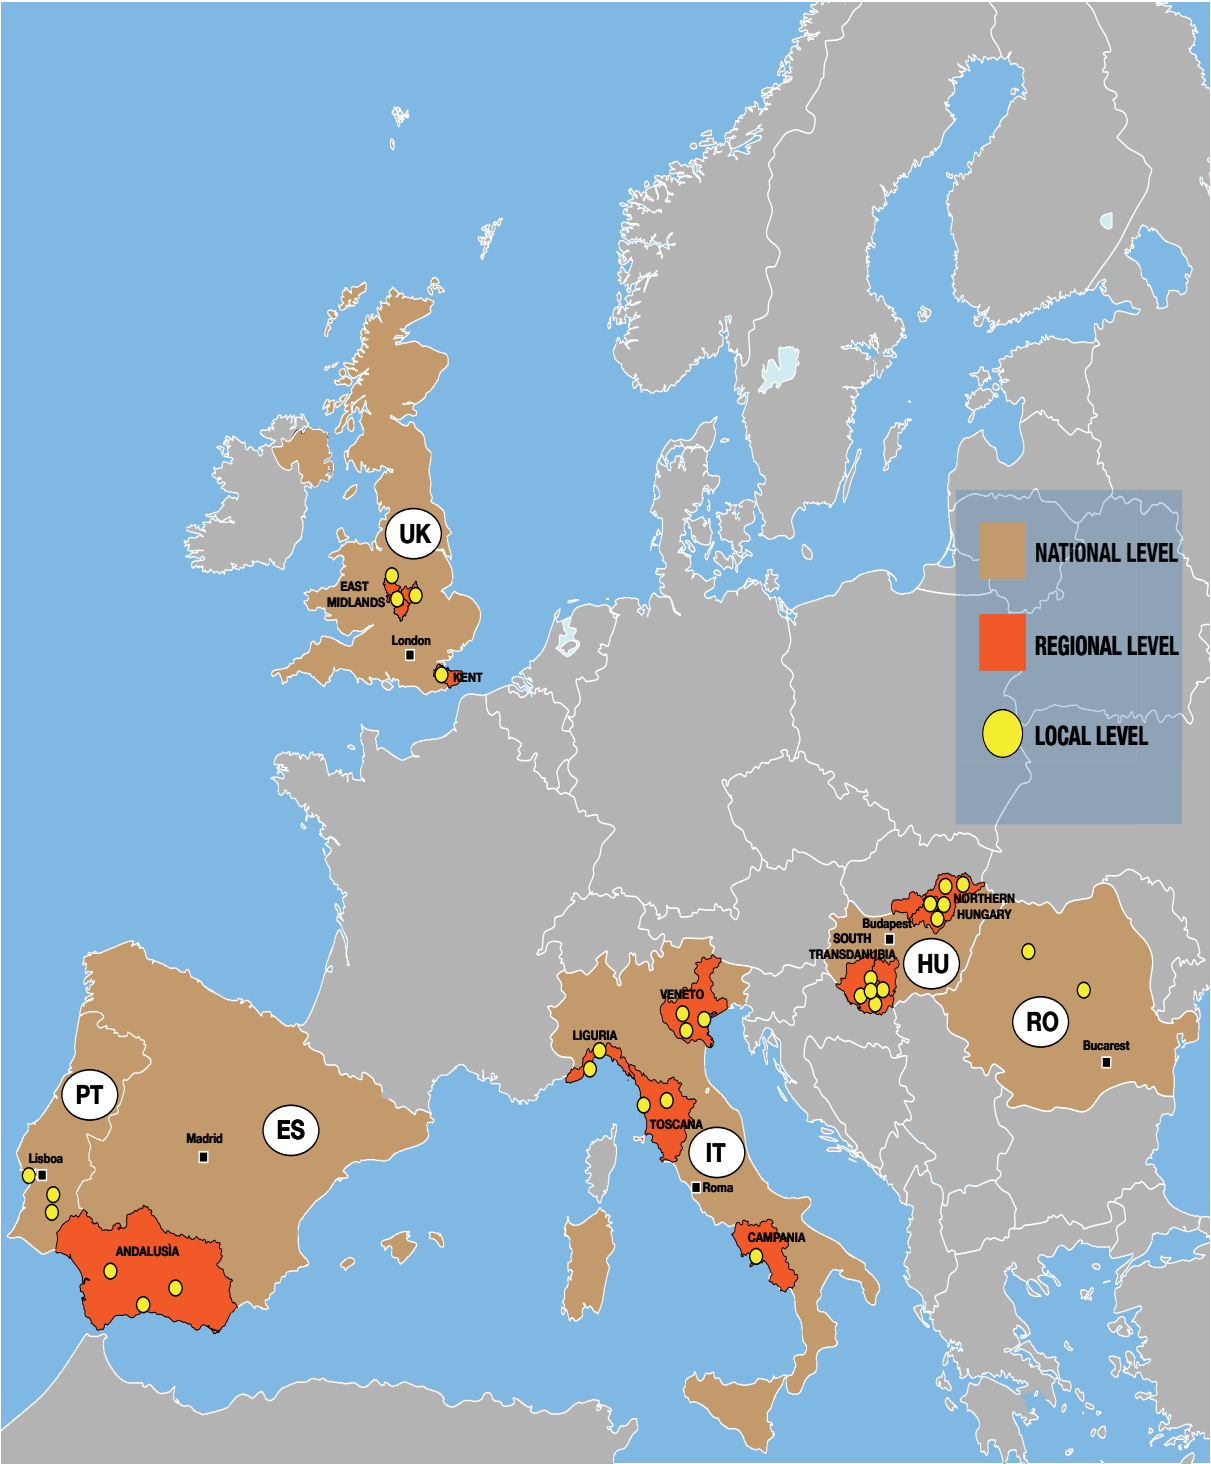 UK
EAST
MIDLANDS
London
KENT
NATIONAL LEVEL
REGIONAL LEVEL
LOCAL LEVEL
NORTHERN
HUNGARY
Budapest
SOUTH
TRANSDANUBIA
HU
RO
Bucarest
VENETO
LIGURIA
TOSCANA
IT
Roma
CAMPANIA
PT
ES
Madrid
Lisboa
ANDALUSÌA